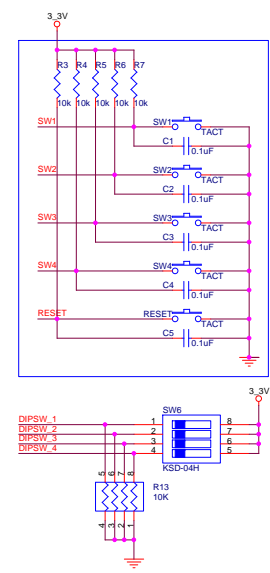 3_3V
R3 R4 R5 R6 R7
10k 10k 10k 10k 10k
SW1 SW1
TACT
C1
0.1uF
SW2 SW2
TACT
C2
0.1uF
SW3 SW3
TACT
C3
0.1uF
SW4 SW4
TACT
C4
0.1uF
RESET RESET
TACT
C5
0.1uF
3_3V
SW6
DIPSW_1 1 8
DIPSW_2 2 7
DIPSW_3 3 6
DIPSW_4 4 5
KSD-04H
5 6 7 8
R13
10K
4 3 2 1